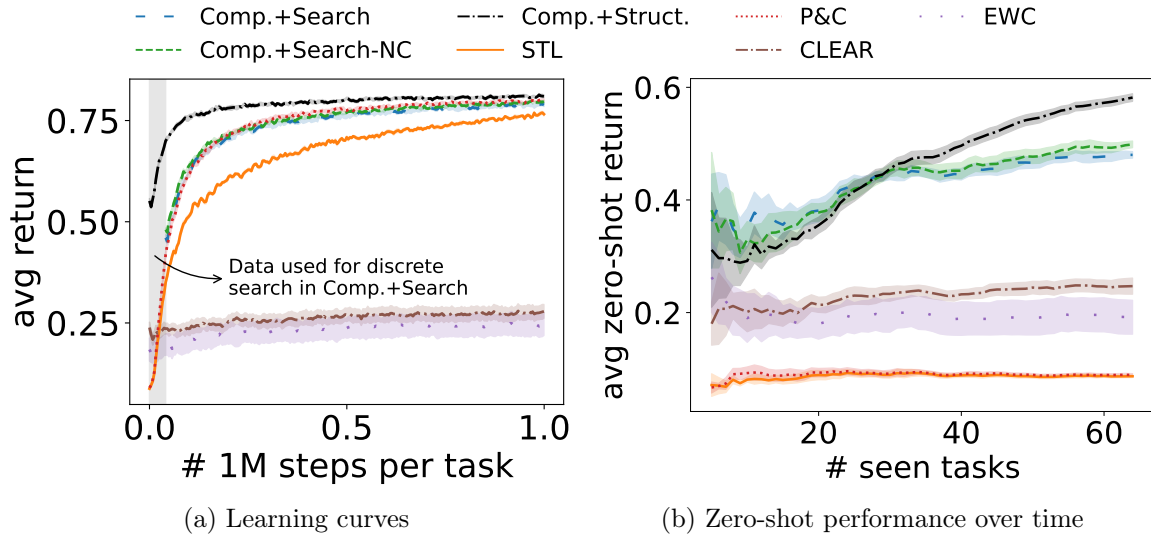 Comp.+Search Comp.+Struct. P&C EWC
Comp.+Search-NC STL CLEAR
avg return
0.75
0.50
0.25
Data used for discrete
search in Comp.+Search
0.0 0.5 1.0
# 1M steps per task
(a) Learning curves
avg zero-shot return
0.6
0.4
0.2
20 40 60
# seen tasks
(b) Zero-shot performance over time